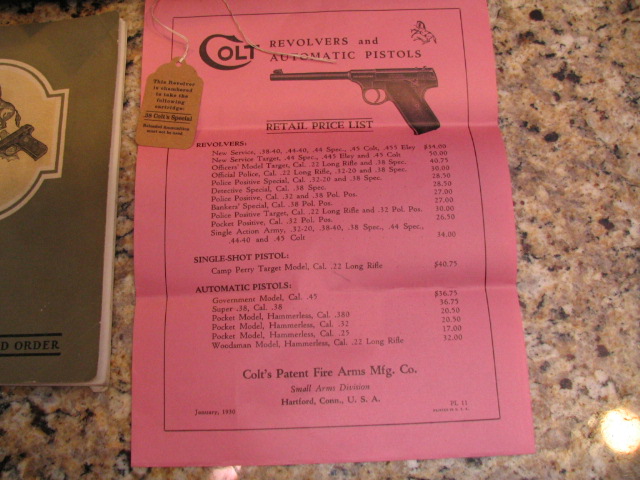 COLT REVOLVERS and
AUTOMATIC PISTOLS
This Revolver
is chambered
to take the
following
cartridge:
.38 Colt's Special
RETAIL PRICE LIST
REVOLVERS:
New Service, .38-40, .44-40, .44 Spec., .45 Colt, .455 Eley $34.00
New Service Target, .44 Spec., .445 Eley and .45 Colt 50.00
Officers' Model Target, Cal. .22 Long Rifle and .38 Spec. 40.75
Official Police, Cal. .22 Long Rifle, .32-20 and .38 Spec. 30.00
Police Positive Special, Cal. .32-20 and .38 Spec. 28.50
Detective Special, Cal. .38 Spec. 28.50
Police Positive, Cal. .32 and .38 Pol. Pos. 27.00
Bankers' Special, Cal. .38 Pol. Pos. 27.00
Police Positive Target, Cal. .22 Long Rifle and .32 Pol. Pos. 30.00
Pocket Positive, Cal. .32 Pol. Pos. 26.50
Single Action Army, .32-20, .38-40, .38 Spec., .44 Spec.,
.44-40 and .45 Colt 34.00
SINGLE-SHOT PISTOL:
Camp Perry Target Model, Cal. .22 Long Rifle $40.75
AUTOMATIC PISTOLS:
Government Model, Cal. .45 $36.75
Super .38, Cal. .38 36.75
Pocket Model, Hammerless, Cal. .380 20.50
Pocket Model, Hammerless, Cal. .32 20.50
Pocket Model, Hammerless, Cal. .25 17.00
Woodsman Model, Hammerless, Cal. .22 Long Rifle 32.00
Colt's Patent Fire Arms Mfg. Co.
Small Arms Division
Hartford, Conn., U. S. A.
January, 1930 PL 11
D ORDER